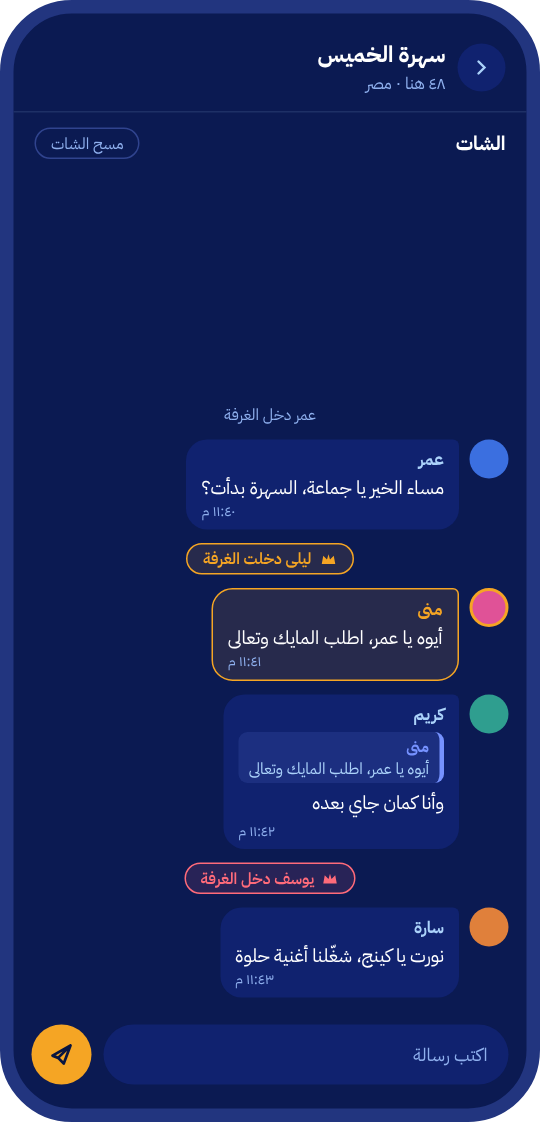 سهرة الخميس
٤٨ هنا · مصر
الشات
مسح الشات
عمر دخل الغرفة
عمر
مساء الخير يا جماعة، السهرة بدأت؟
١١:٤٠ م
ليلى دخلت الغرفة
منى
أيوه يا عمر، اطلب المايك وتعالى
١١:٤١ م
كريم
منى
أيوه يا عمر، اطلب المايك وتعالى
وأنا كمان جاي بعده
١١:٤٢ م
يوسف دخل الغرفة
سارة
نورت يا كينج، شغّلنا أغنية حلوة
١١:٤٣ م
اكتب رسالة